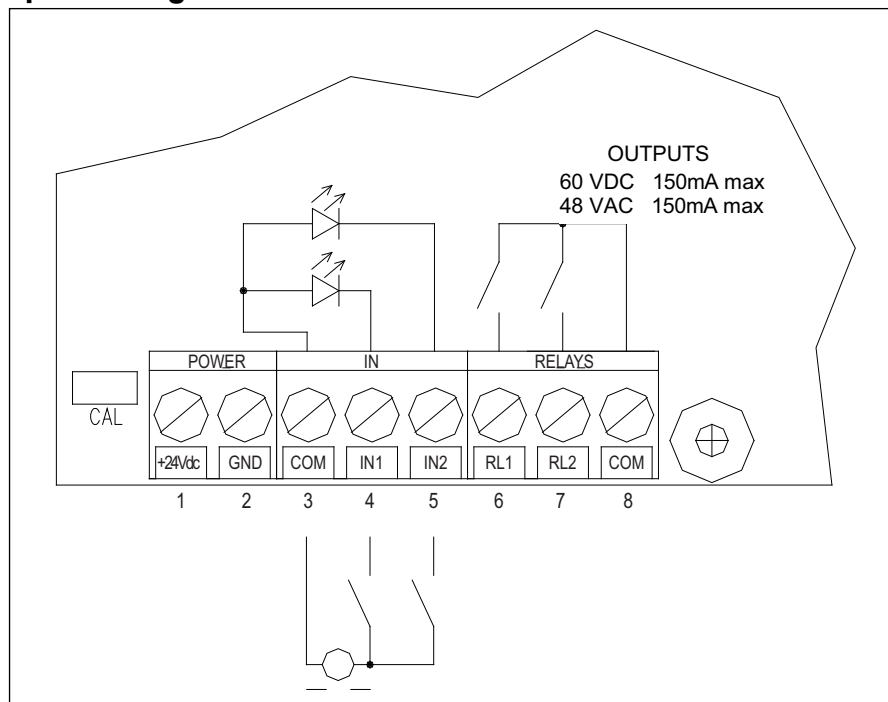 OUTPUTS
60 VDC 150mA max
48 VAC 150mA max
POWER IN RELAYS
CAL
+24Vdc GND COM IN1 IN2 RL1 RL2 COM
1 2 3 4 5 6 7 8